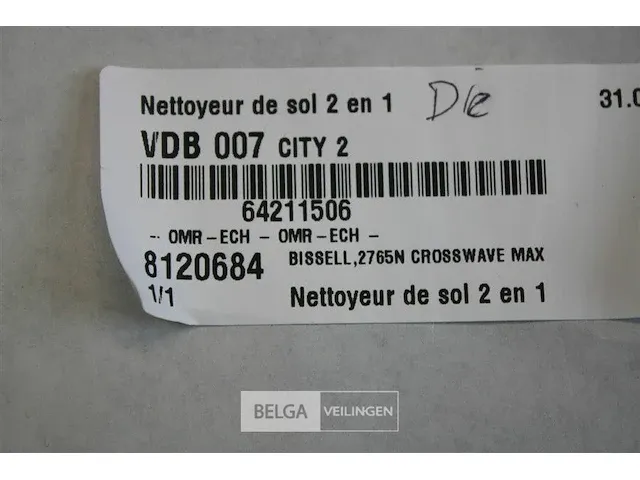 Nettoyeur de sol 2 en 1
31.0
VDB 007 CITY 2
64211506
-- OMR-ECH - OMR-ECH -
8120684 BISSELL,2765N CROSSWAVE MAX
1/1 Nettoyeur de sol 2 en 1
BELGA VEILINGEN